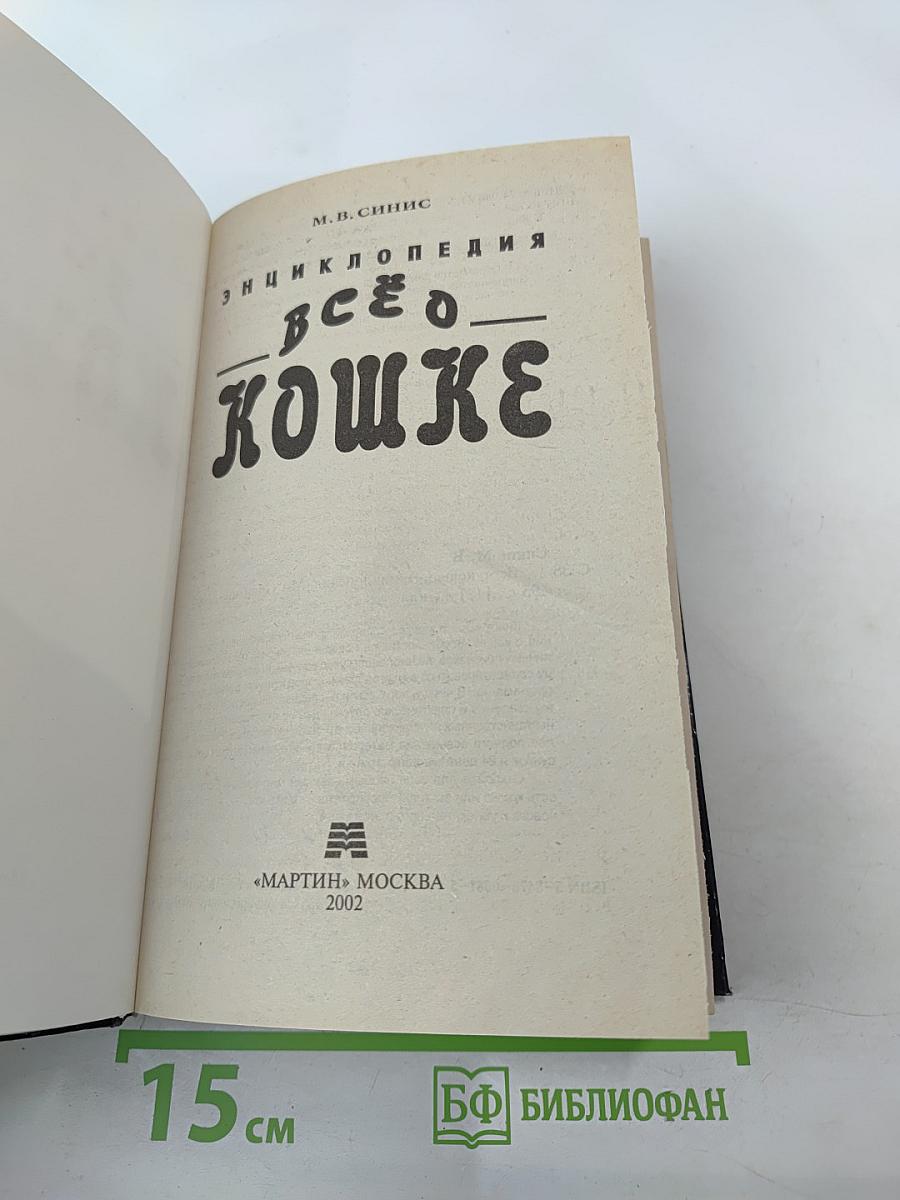 М. В. СИНИС
ЭНЦИКЛОПЕДИЯ
ВСЁ О
КОШКЕ
«МАРТИН» МОСКВА
2002
15 см
БФ БИБЛИОФАН